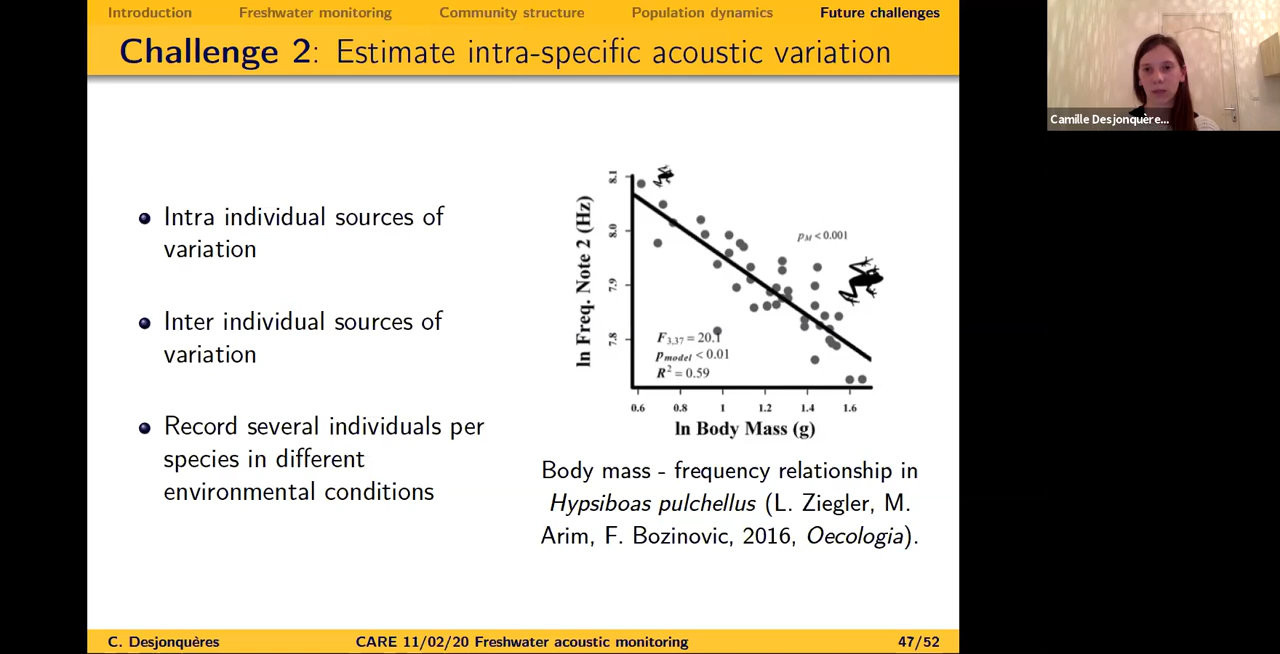 Introduction Freshwater monitoring Community structure Population dynamics Future challenges
Challenge 2: Estimate intra-specific acoustic variation
Camille Desjonquère...
Intra individual sources of
variation
Inter individual sources of
variation
Record several individuals per
species in different
environmental conditions
ln Freq. Note 2 (Hz)
8.1
8.0
7.9
7.8
pM < 0.001
F3,37 = 20.1
pmodel < 0.01
R² = 0.59
0.6 0.8 1 1.2 1.4 1.6
ln Body Mass (g)
Body mass - frequency relationship in
Hypsiboas pulchellus (L. Ziegler, M.
Arim, F. Bozinovic, 2016, Oecologia).
C. Desjonquères CARE 11/02/20 Freshwater acoustic monitoring 47/52